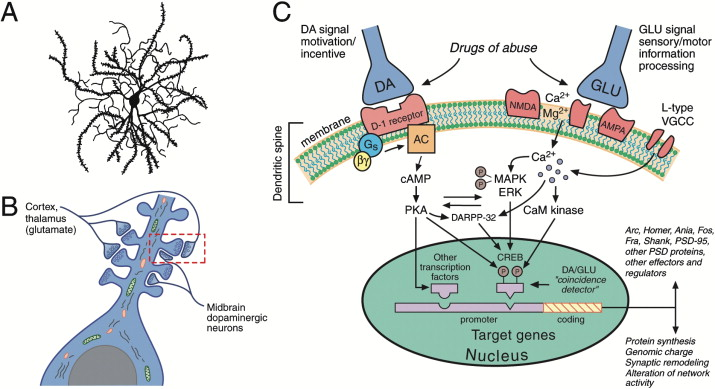 A
B
Cortex,
thalamus
(glutamate)
Midbrain
dopaminergic
neurons
C
DA signal
motivation/
incentive
Drugs of abuse
GLU signal
sensory/motor
information
processing
DA
GLU
L-type
VGCC
membrane
D-1 receptor
NMDA
Ca2+
Mg2+
AMPA
Gs
βγ
AC
Dendritic spine
Ca2+
cAMP
P
P
MAPK
ERK
PKA
DARPP-32
CaM kinase
Other
transcription
factors
CREB
P
P
DA/GLU
"coincidence
detector"
promoter
coding
Target genes
Nucleus
Arc, Homer, Ania, Fos,
Fra, Shank, PSD-95,
other PSD proteins,
other effectors and
regulators
Protein synthesis
Genomic charge
Synaptic remodeling
Alteration of network
activity